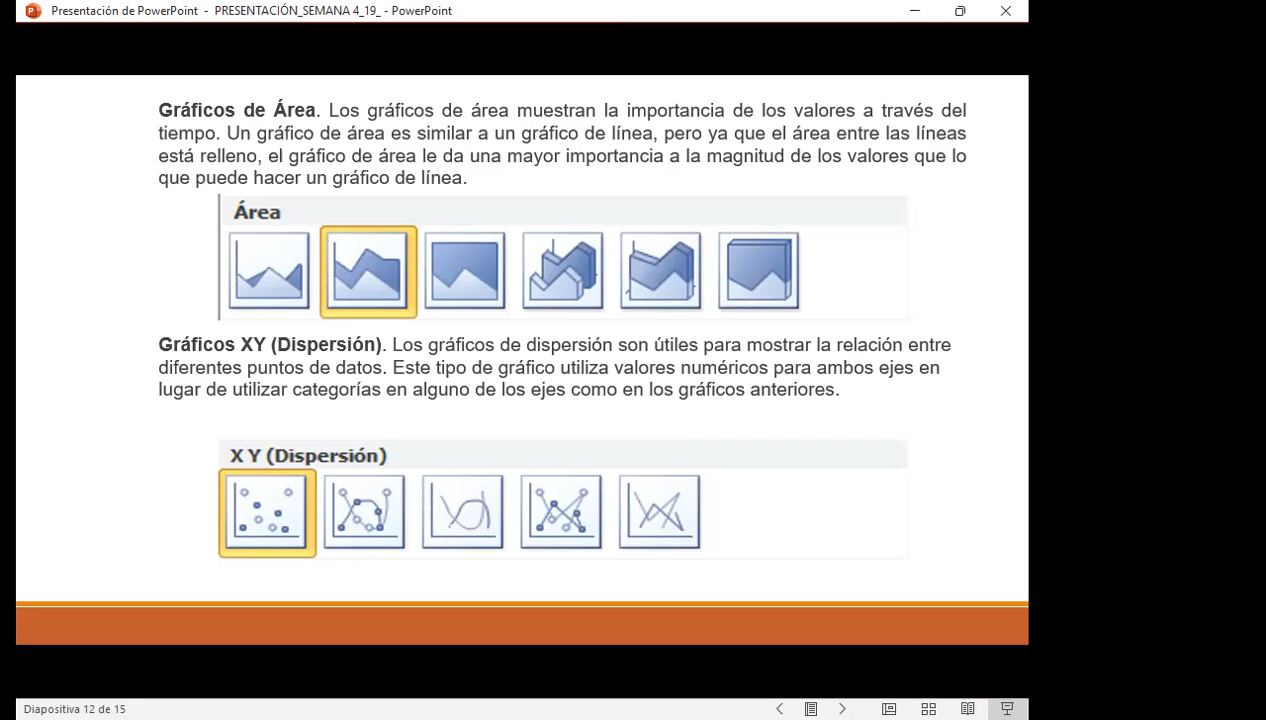 Presentación de PowerPoint - PRESENTACIÓN_SEMANA 4_19_ - PowerPoint
Gráficos de Área. Los gráficos de área muestran la importancia de los valores a través del
tiempo. Un gráfico de área es similar a un gráfico de línea, pero ya que el área entre las líneas
está relleno, el gráfico de área le da una mayor importancia a la magnitud de los valores que lo
que puede hacer un gráfico de línea.
Área
Gráficos XY (Dispersión). Los gráficos de dispersión son útiles para mostrar la relación entre
diferentes puntos de datos. Este tipo de gráfico utiliza valores numéricos para ambos ejes en
lugar de utilizar categorías en alguno de los ejes como en los gráficos anteriores.
X Y (Dispersión)
Diapositiva 12 de 15